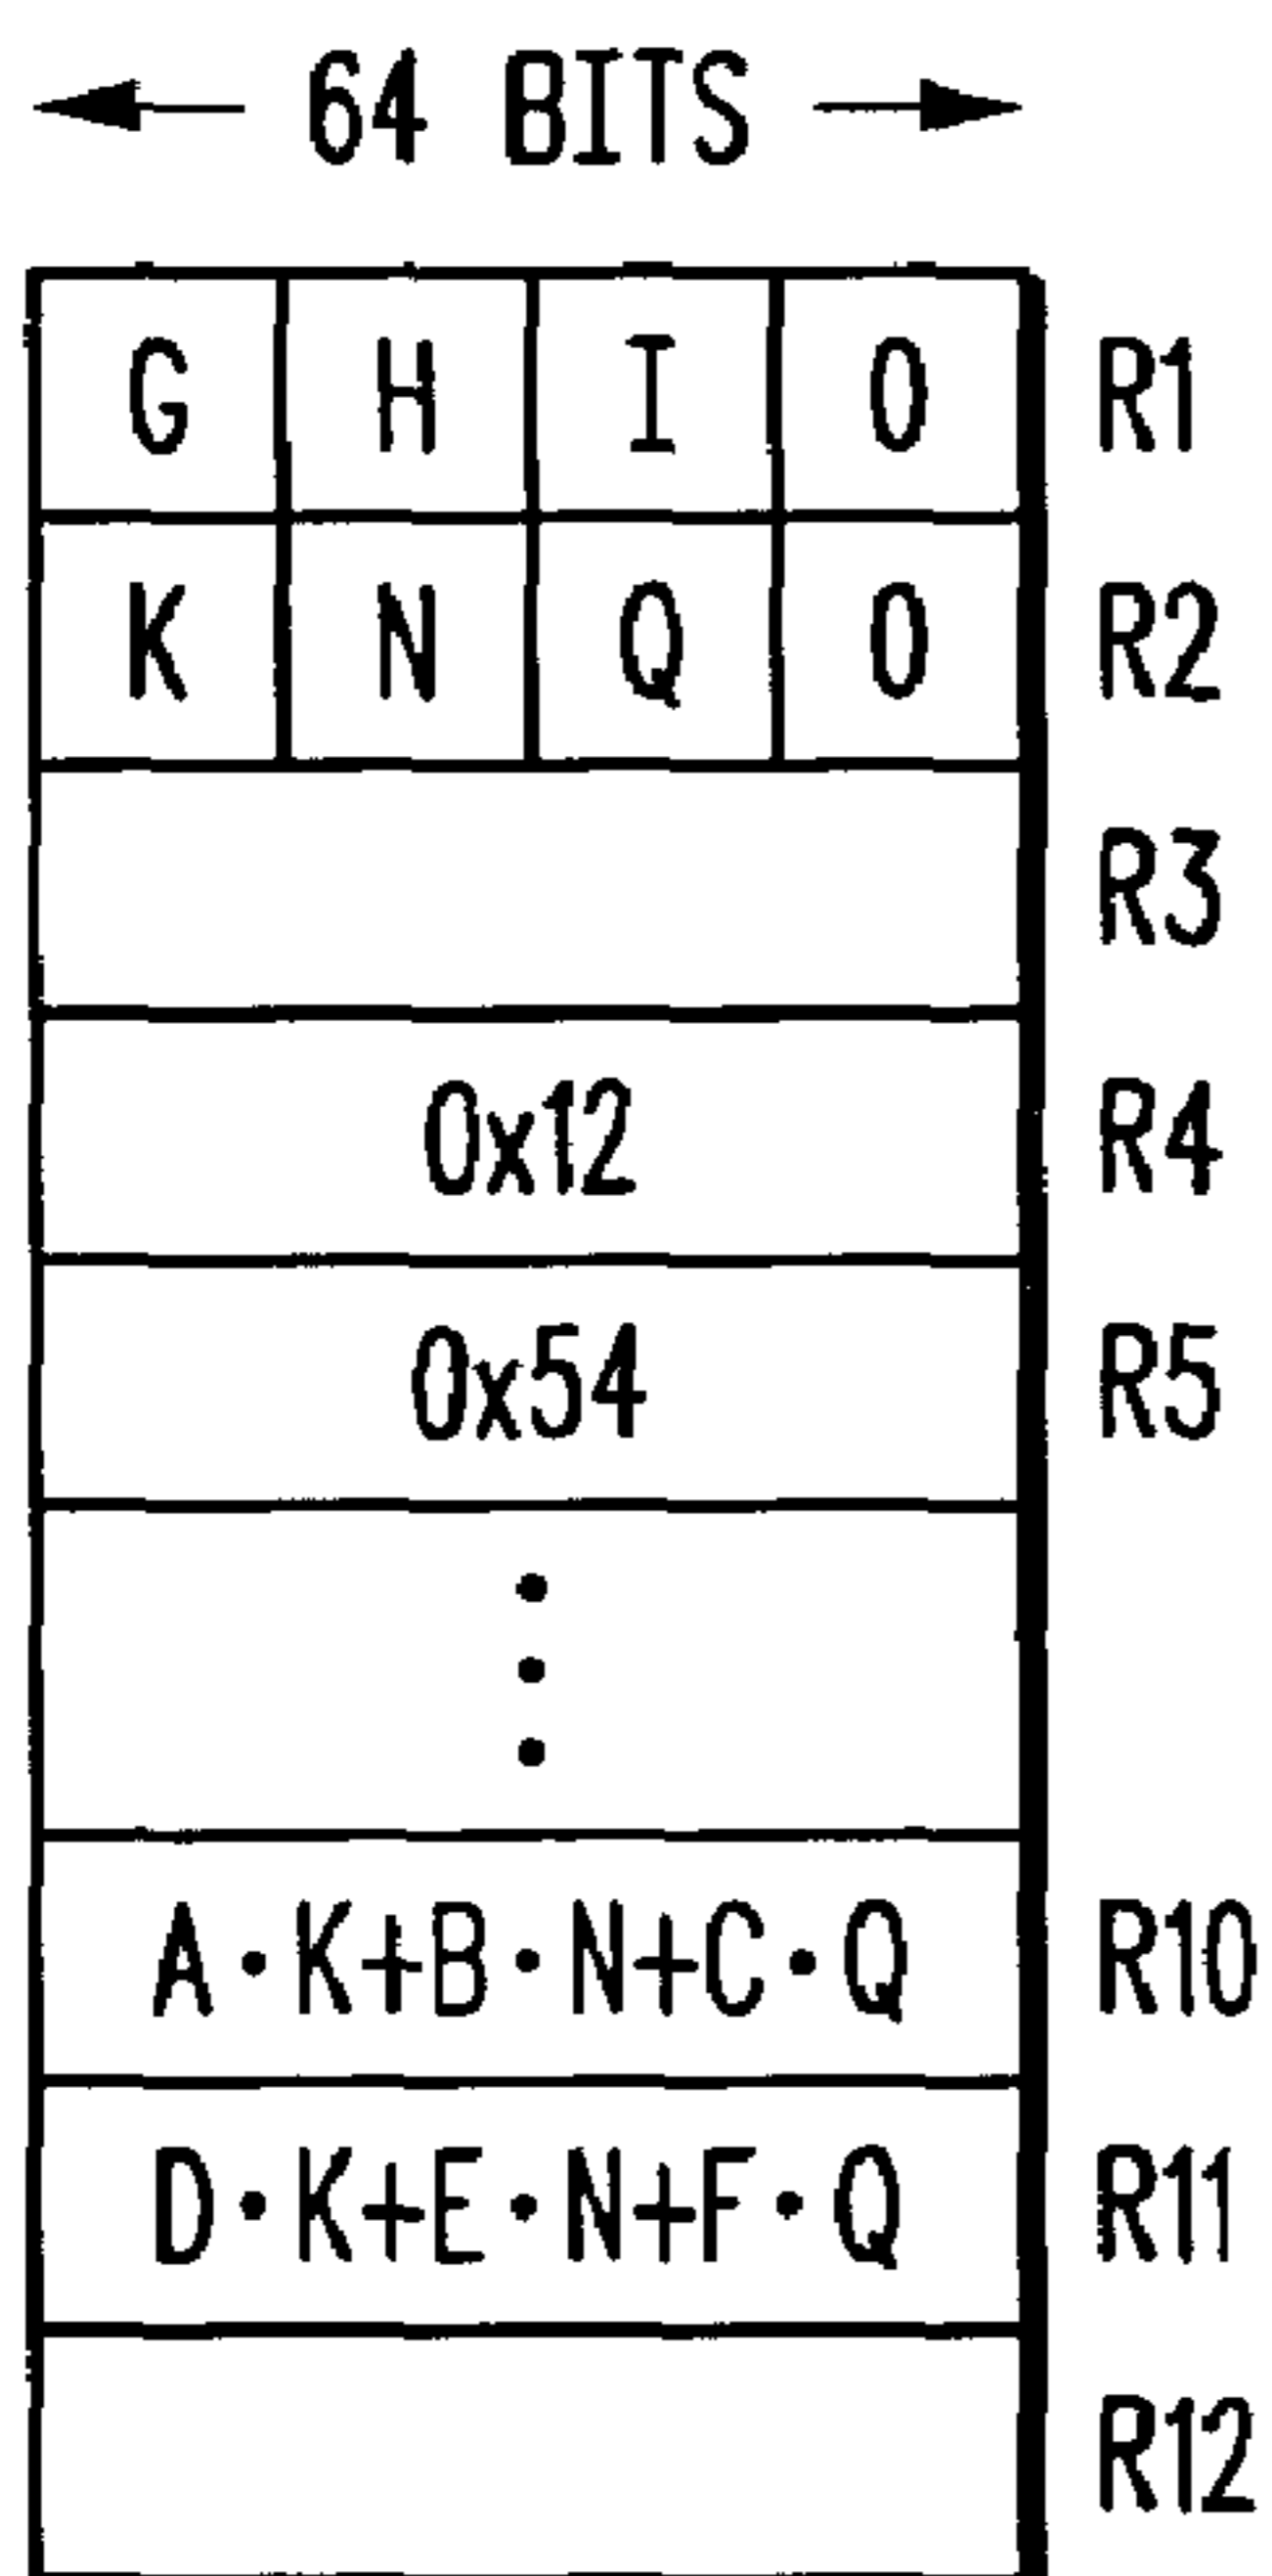 64 BITS
G H I 0 R1
K N Q 0 R2
R3
0x12 R4
0x54 R5
A·K+B·N+C·Q R10
D·K+E·N+F·Q R11
R12